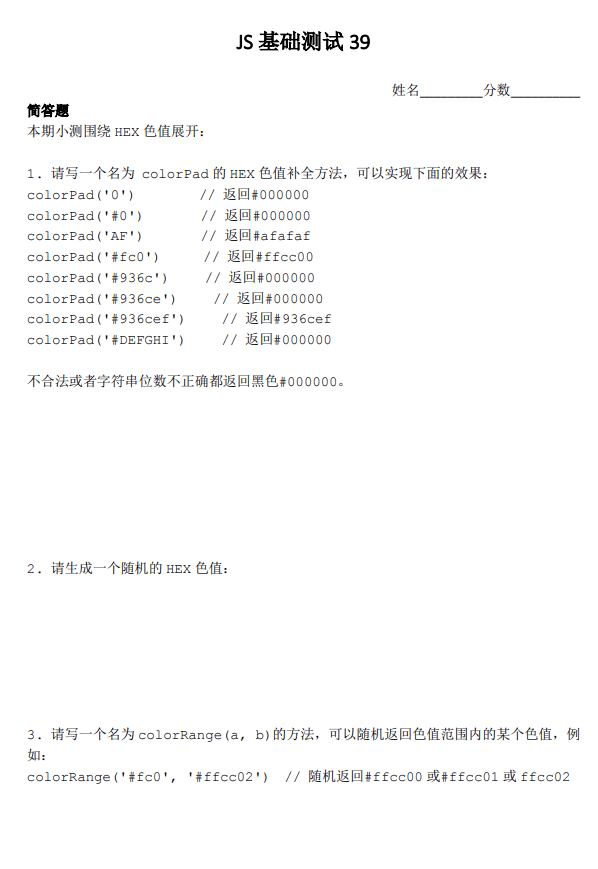 JS 基础测试 39
姓名_________分数__________
简答题
本期小测围绕 HEX 色值展开：
1. 请写一个名为 colorPad 的 HEX 色值补全方法，可以实现下面的效果：
colorPad('0') // 返回#000000
colorPad('#0') // 返回#000000
colorPad('AF') // 返回#afafaf
colorPad('#fc0') // 返回#ffcc00
colorPad('#936c') // 返回#000000
colorPad('#936ce') // 返回#000000
colorPad('#936cef') // 返回#936cef
colorPad('#DEFGHI') // 返回#000000
不合法或者字符串位数不正确都返回黑色#000000。
2. 请生成一个随机的 HEX 色值：
3. 请写一个名为 colorRange(a, b)的方法，可以随机返回色值范围内的某个色值，例
如：
colorRange('#fc0', '#ffcc02') // 随机返回#ffcc00 或#ffcc01 或 ffcc02